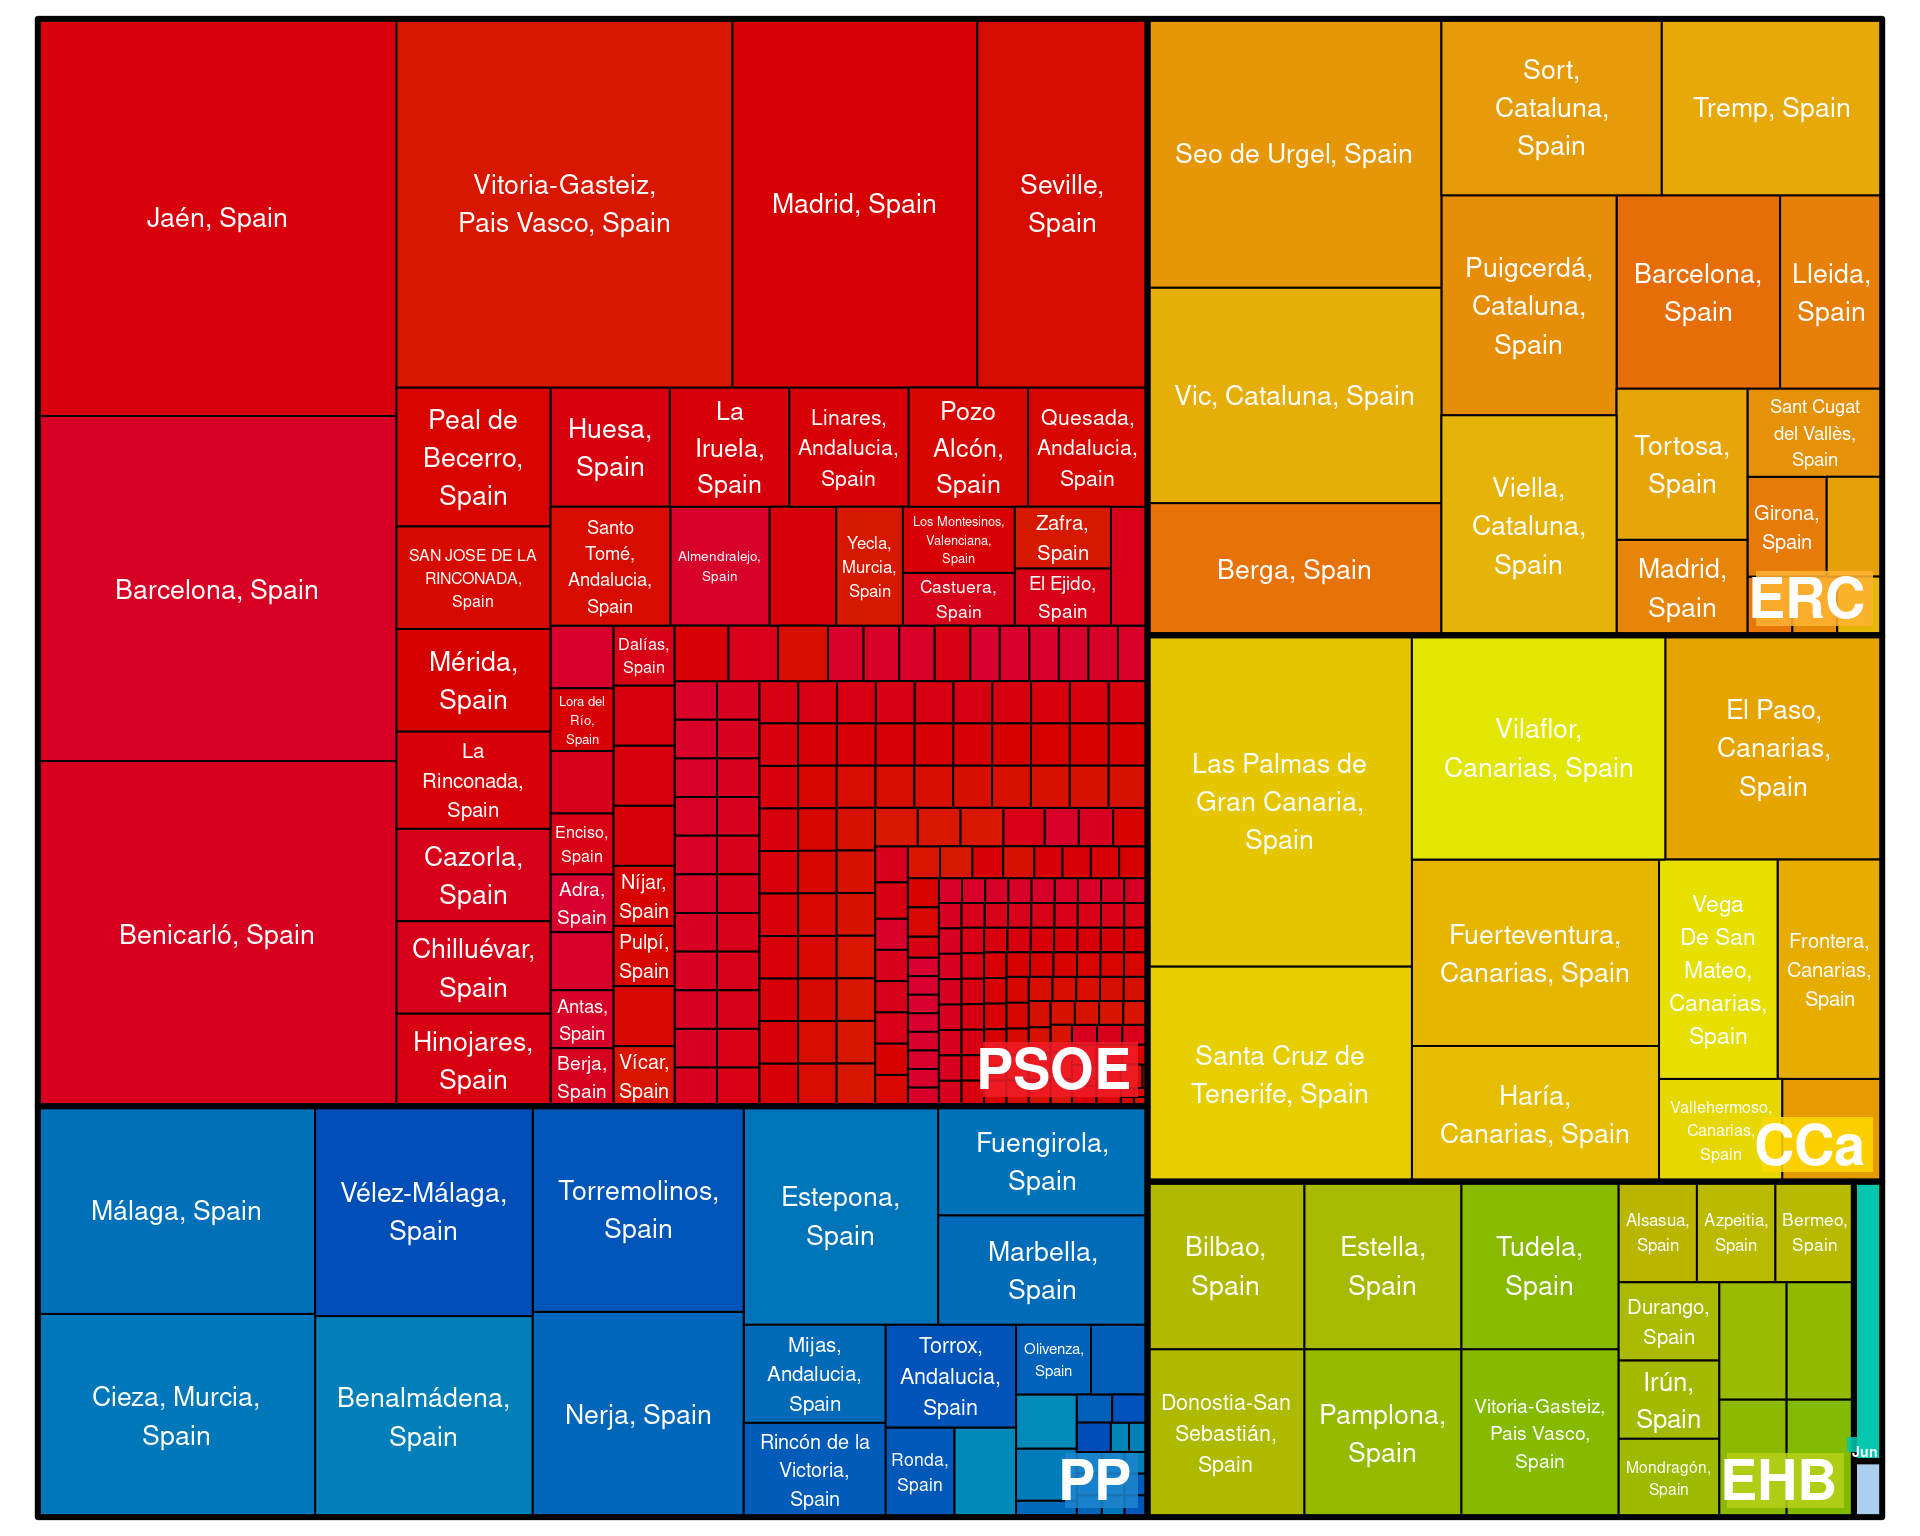 Jaén, Spain
Barcelona, Spain
Benicarló, Spain
Vitoria-Gasteiz,
Pais Vasco, Spain
Madrid, Spain
Seville,
Spain
Peal de
Becerro,
Spain
SAN JOSE DE LA
RINCONADA,
Spain
Mérida,
Spain
La
Rinconada,
Spain
Cazorla,
Spain
Chilluévar,
Spain
Hinojares,
Spain
Huesa,
Spain
La
Iruela,
Spain
Linares,
Andalucia,
Spain
Pozo
Alcón,
Spain
Quesada,
Andalucia,
Spain
Santo
Tomé,
Andalucia,
Spain
Almendralejo,
Spain
Yecla,
Murcia,
Spain
Los Montesinos,
Valenciana,
Spain
Castuera,
Spain
Zafra,
Spain
El Ejido,
Spain
Dalías,
Spain
Lora del
Río,
Spain
Enciso,
Spain
Adra,
Spain
Antas,
Spain
Berja,
Spain
Níjar,
Spain
Pulpí,
Spain
Vícar,
Spain
PSOE
Málaga, Spain
Cieza, Murcia,
Spain
Vélez-Málaga,
Spain
Benalmádena,
Spain
Torremolinos,
Spain
Nerja, Spain
Estepona,
Spain
Fuengirola,
Spain
Marbella,
Spain
Mijas,
Andalucia,
Spain
Rincón de la
Victoria,
Spain
Torrox,
Andalucia,
Spain
Ronda,
Spain
Olivenza,
Spain
PP
Seo de Urgel, Spain
Vic, Cataluna, Spain
Berga, Spain
Sort,
Cataluna,
Spain
Tremp, Spain
Puigcerdá,
Cataluna,
Spain
Barcelona,
Spain
Lleida,
Spain
Viella,
Cataluna,
Spain
Tortosa,
Spain
Madrid,
Spain
Sant Cugat
del Vallès,
Spain
Girona,
Spain
ERC
Las Palmas de
Gran Canaria,
Spain
Santa Cruz de
Tenerife, Spain
Vilaflor,
Canarias, Spain
El Paso,
Canarias,
Spain
Fuerteventura,
Canarias, Spain
Haría,
Canarias, Spain
Vega
De San
Mateo,
Canarias,
Spain
Frontera,
Canarias,
Spain
Vallehermoso,
Canarias,
Spain
CCa
Bilbao,
Spain
Estella,
Spain
Tudela,
Spain
Donostia-San
Sebastián,
Spain
Pamplona,
Spain
Vitoria-Gasteiz,
Pais Vasco,
Spain
Alsasua,
Spain
Azpeitia,
Spain
Bermeo,
Spain
Durango,
Spain
Irún,
Spain
Mondragón,
Spain
EHB
Jun